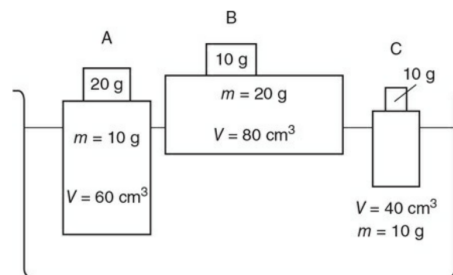 A
B
C
20 g
10 g
10 g
m = 10 g
V = 60 cm³
m = 20 g
V = 80 cm³
V = 40 cm³
m = 10 g